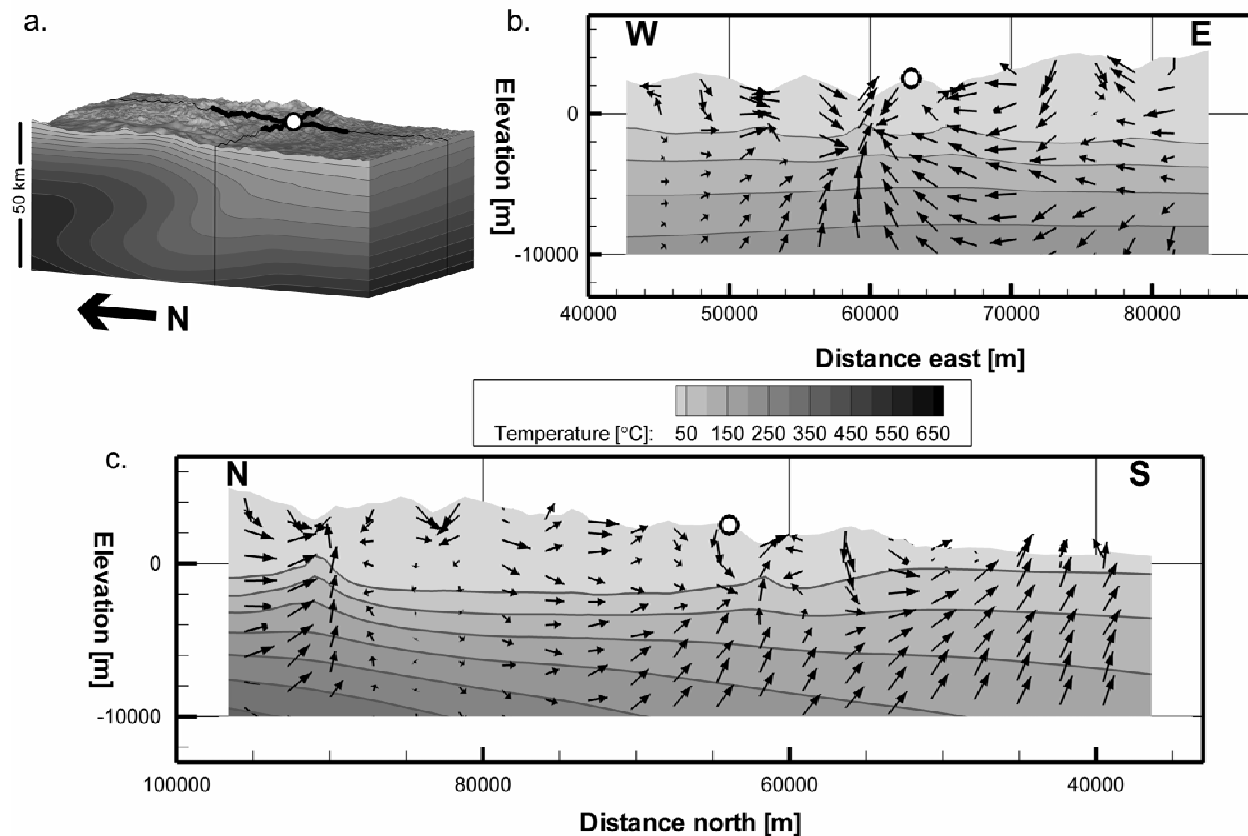 a.
50 km
N
b.
W E
Elevation [m]
0
-10000
40000 50000 60000 70000 80000
Distance east [m]
Temperature [°C]: 50 150 250 350 450 550 650
c.
N S
Elevation [m]
0
-10000
100000 80000 60000 40000
Distance north [m]